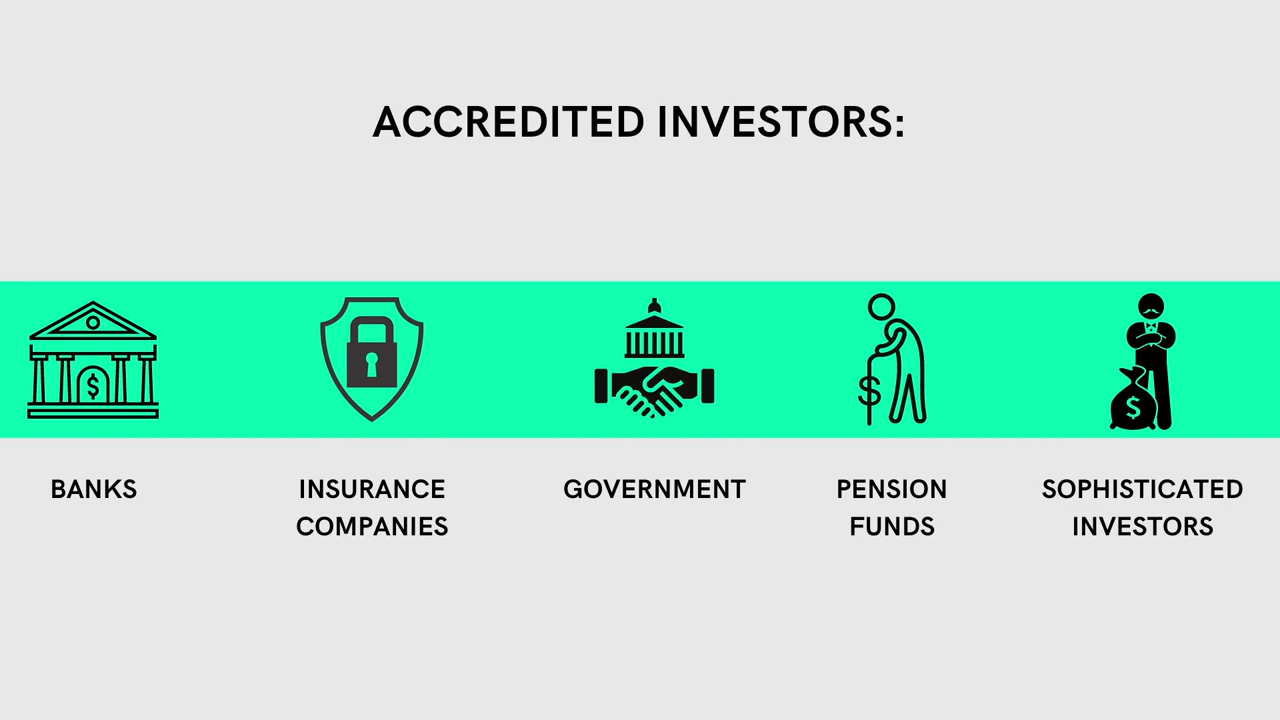 ACCREDITED INVESTORS:
$
$
$
BANKS
INSURANCE
COMPANIES
GOVERNMENT
PENSION
FUNDS
SOPHISTICATED
INVESTORS